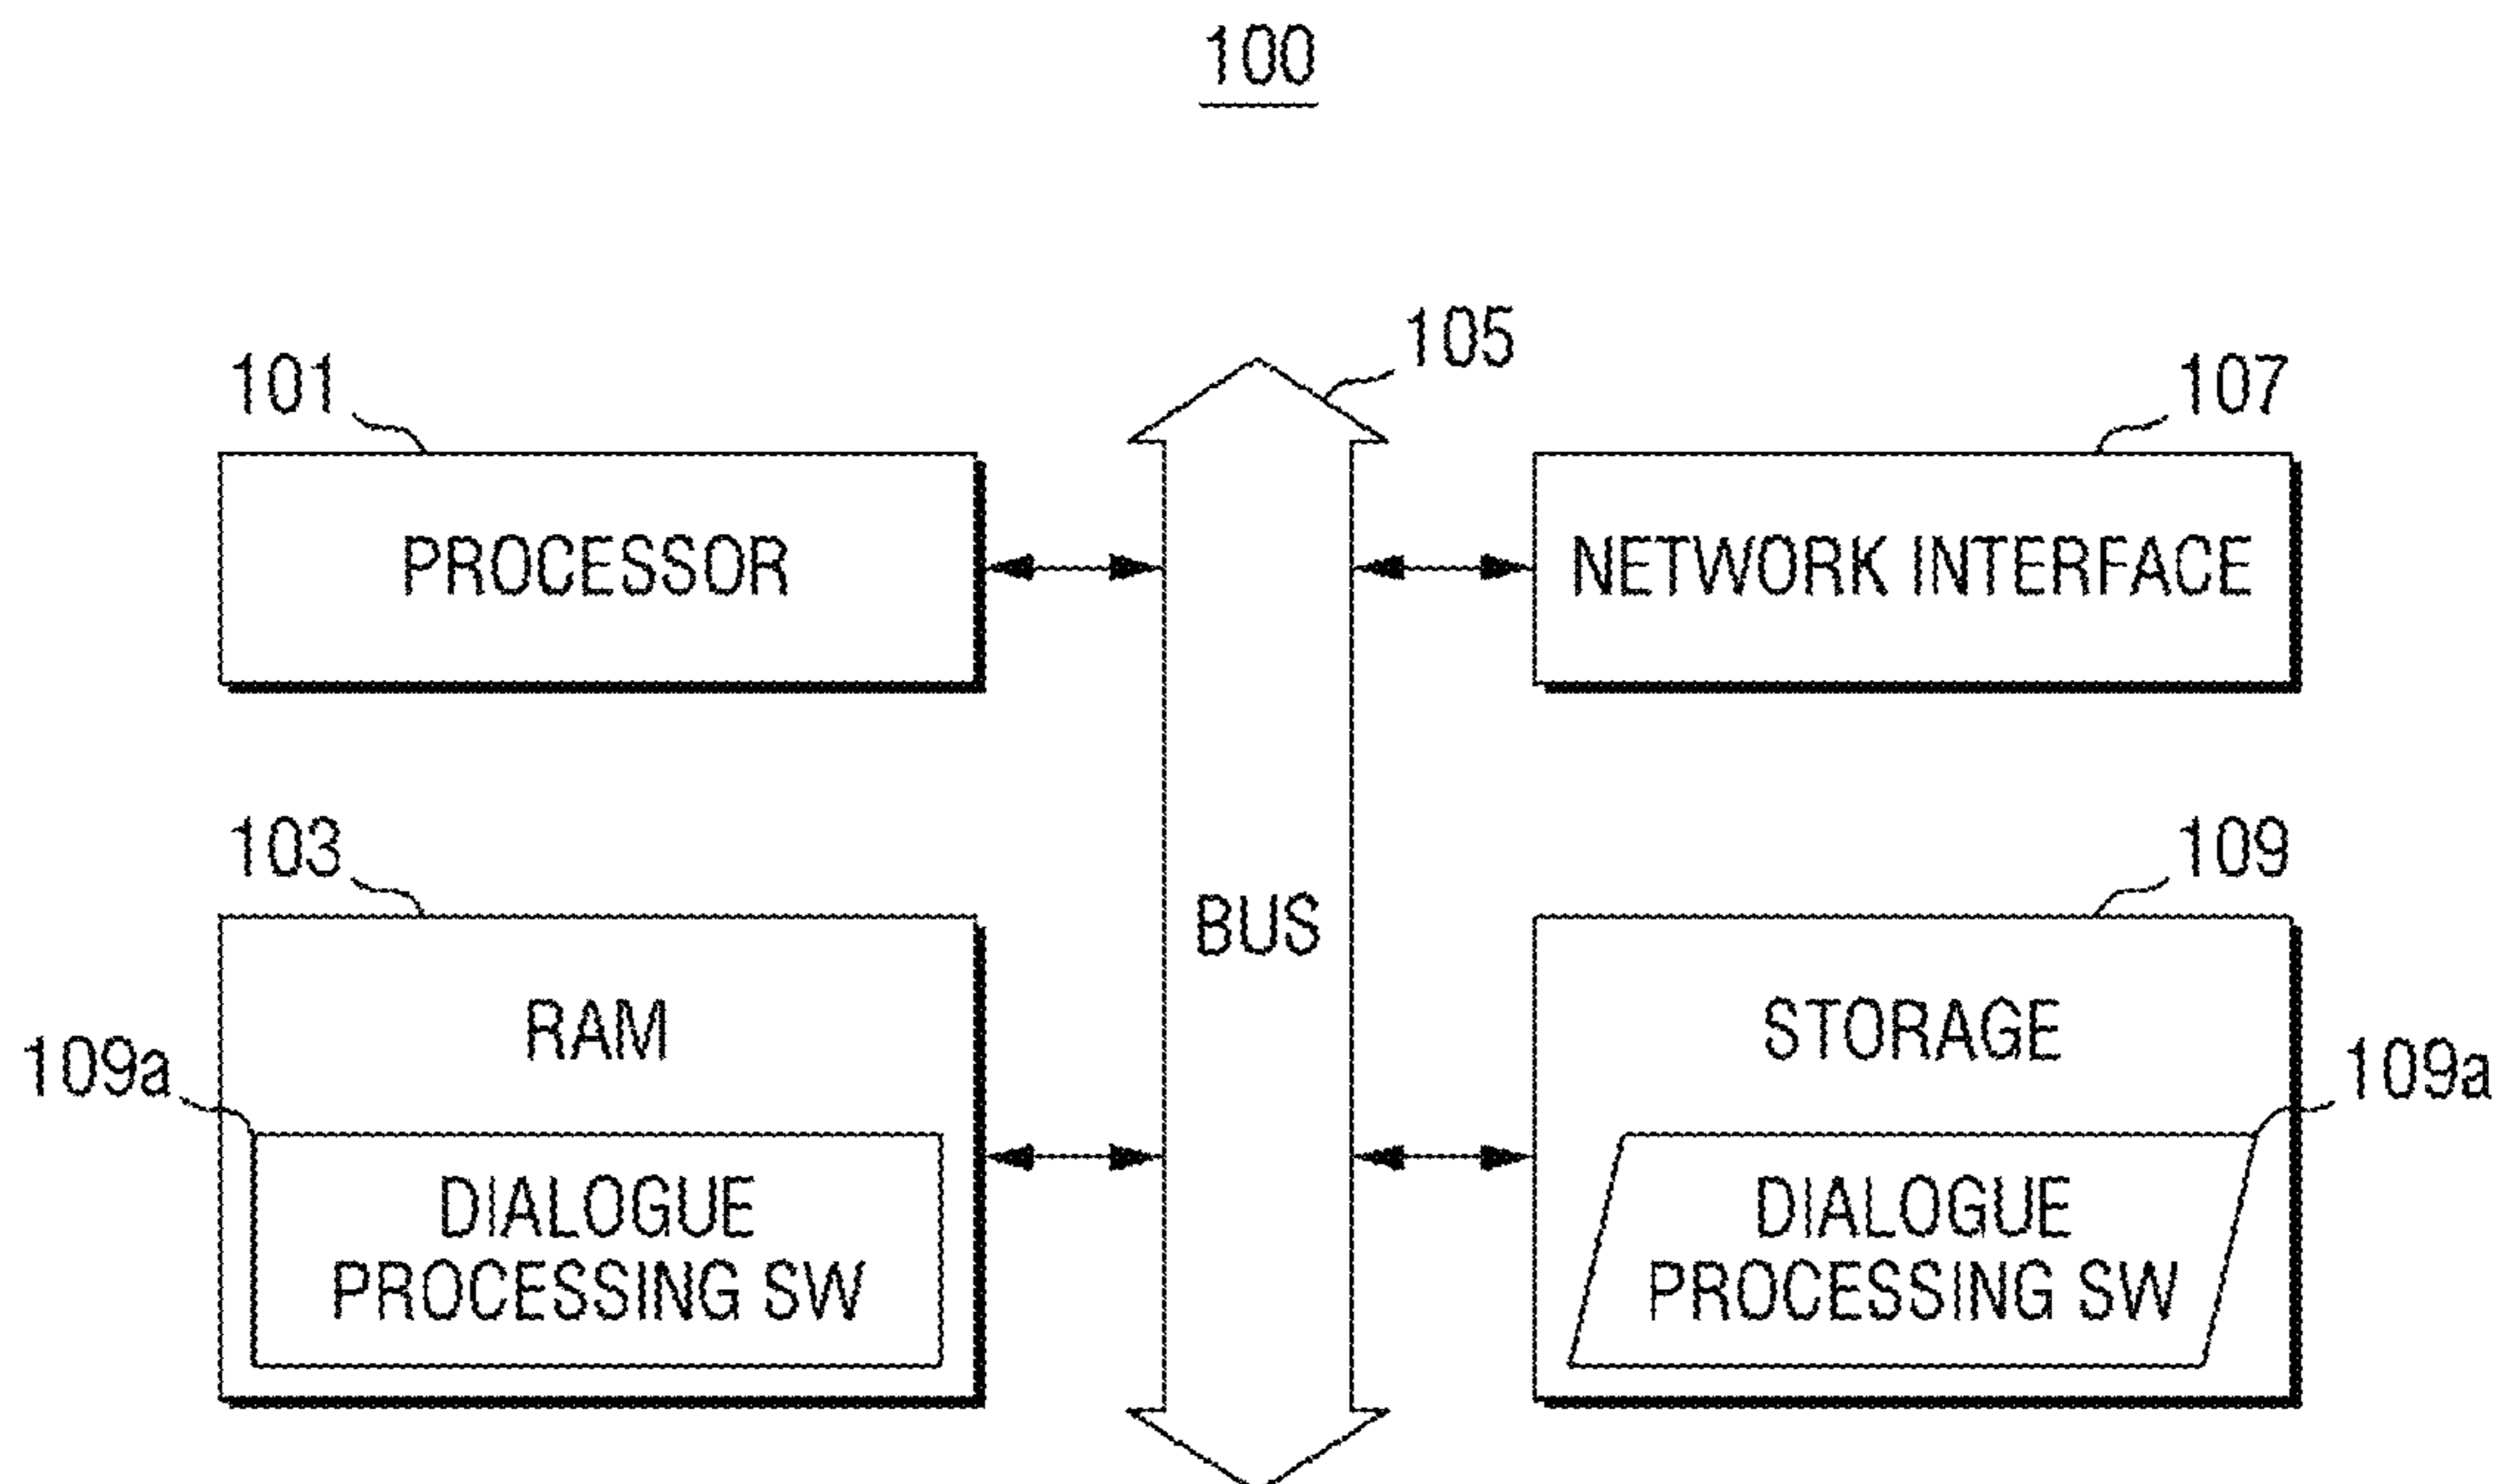 100
105
101
107
PROCESSOR
NETWORK INTERFACE
103
109
BUS
RAM
STORAGE
109a
109a
DIALOGUE
PROCESSING SW
DIALOGUE
PROCESSING SW